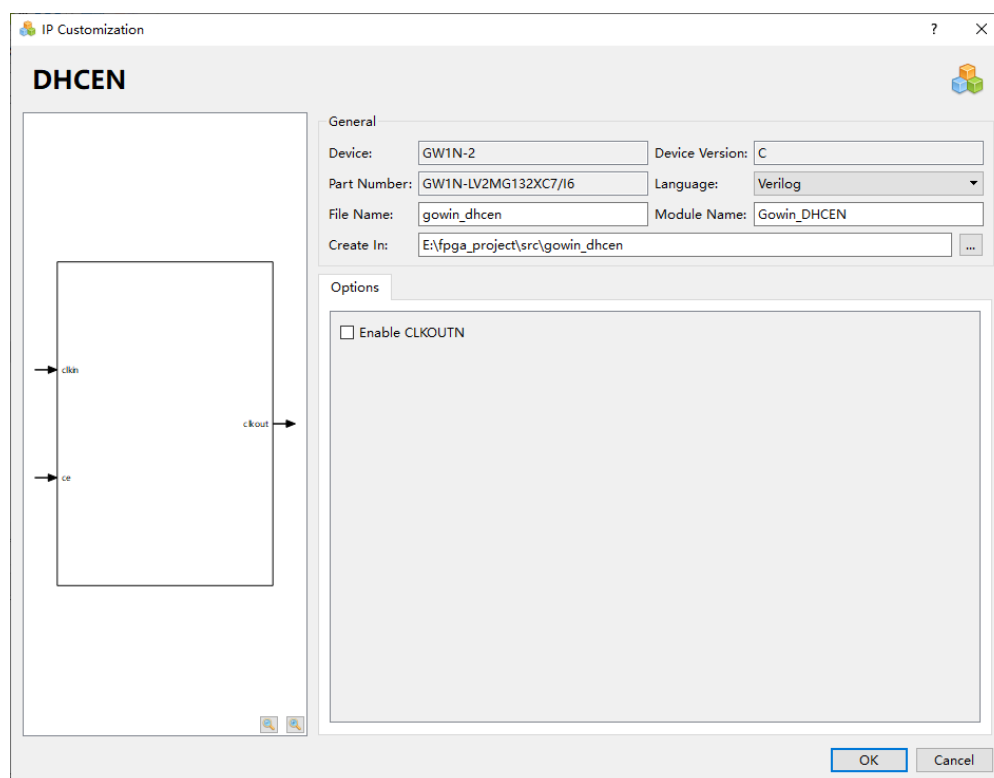 IP Customization
?
DHCEN
General
Device: GW1N-2 Device Version: C
Part Number: GW1N-LV2MG132XC7/I6 Language: Verilog
File Name: gowin_dhcen Module Name: Gowin_DHCEN
Create In: E:\fpga_project\src\gowin_dhcen ...
Options
Enable CLKOUTN
clkin
clkout
ce
OK Cancel